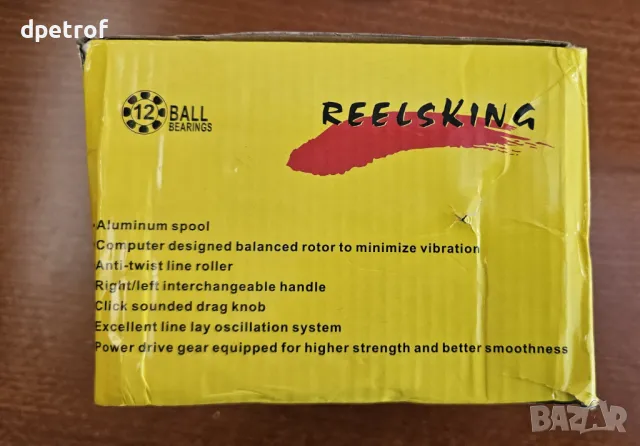 dpetrof
12 BALL
BEARINGS
REELSKING
·Aluminum spool
·Computer designed balanced rotor to minimize vibration
Anti-twist line roller
Right/left interchangeable handle
Click sounded drag knob
Excellent line lay oscillation system
Power drive gear equipped for higher strength and better smoothness
BAZAR